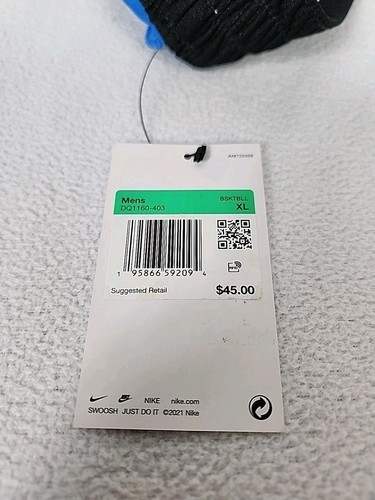 Mens BSKTBLL
DQ1160-403 XL
1 95866 59209 4
Suggested Retail $45.00
NIKE nike.com
SWOOSH JUST DO IT ©2021 Nike